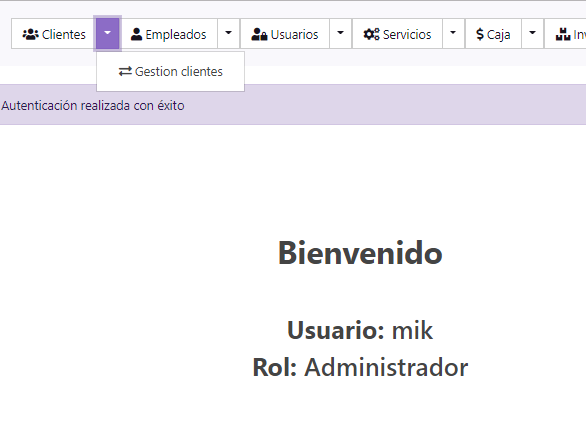 Clientes Empleados Usuarios Servicios Caja
Gestion clientes
Autenticación realizada con éxito
Bienvenido
Usuario: mik
Rol: Administrador